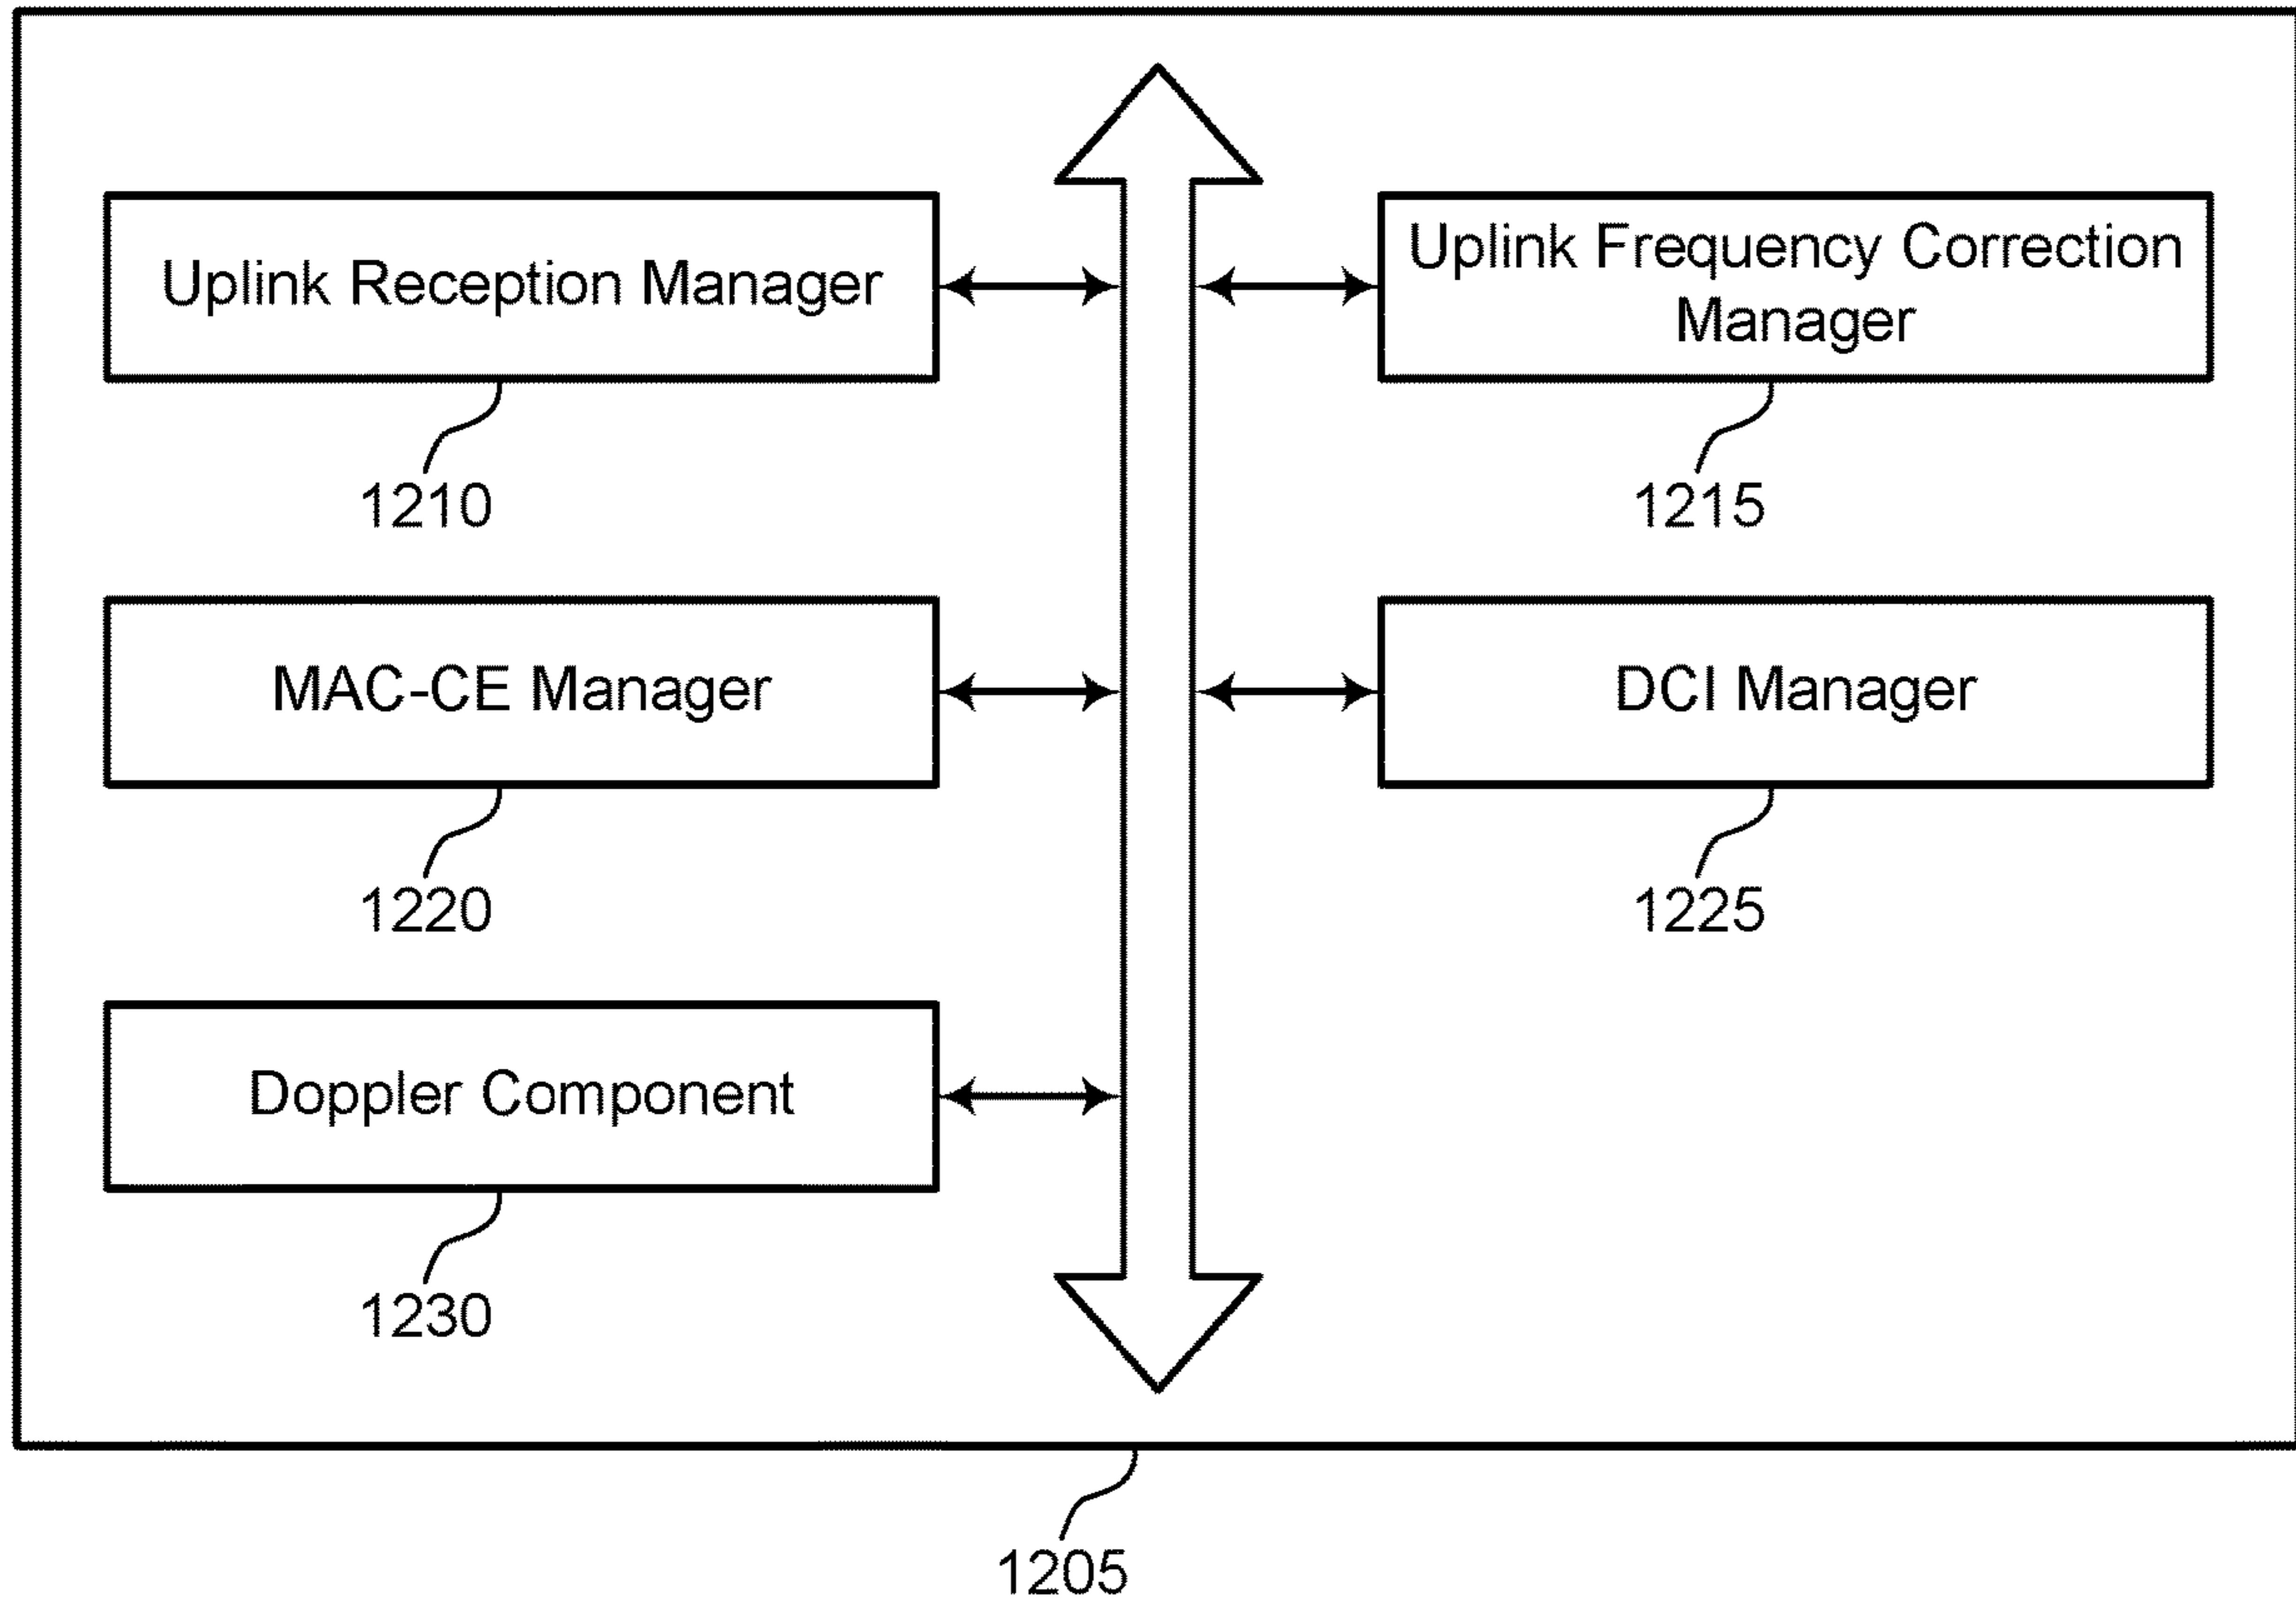 Uplink Reception Manager
1210
Uplink Frequency Correction
Manager
1215
MAC-CE Manager
1220
DCI Manager
1225
Doppler Component
1230
1205